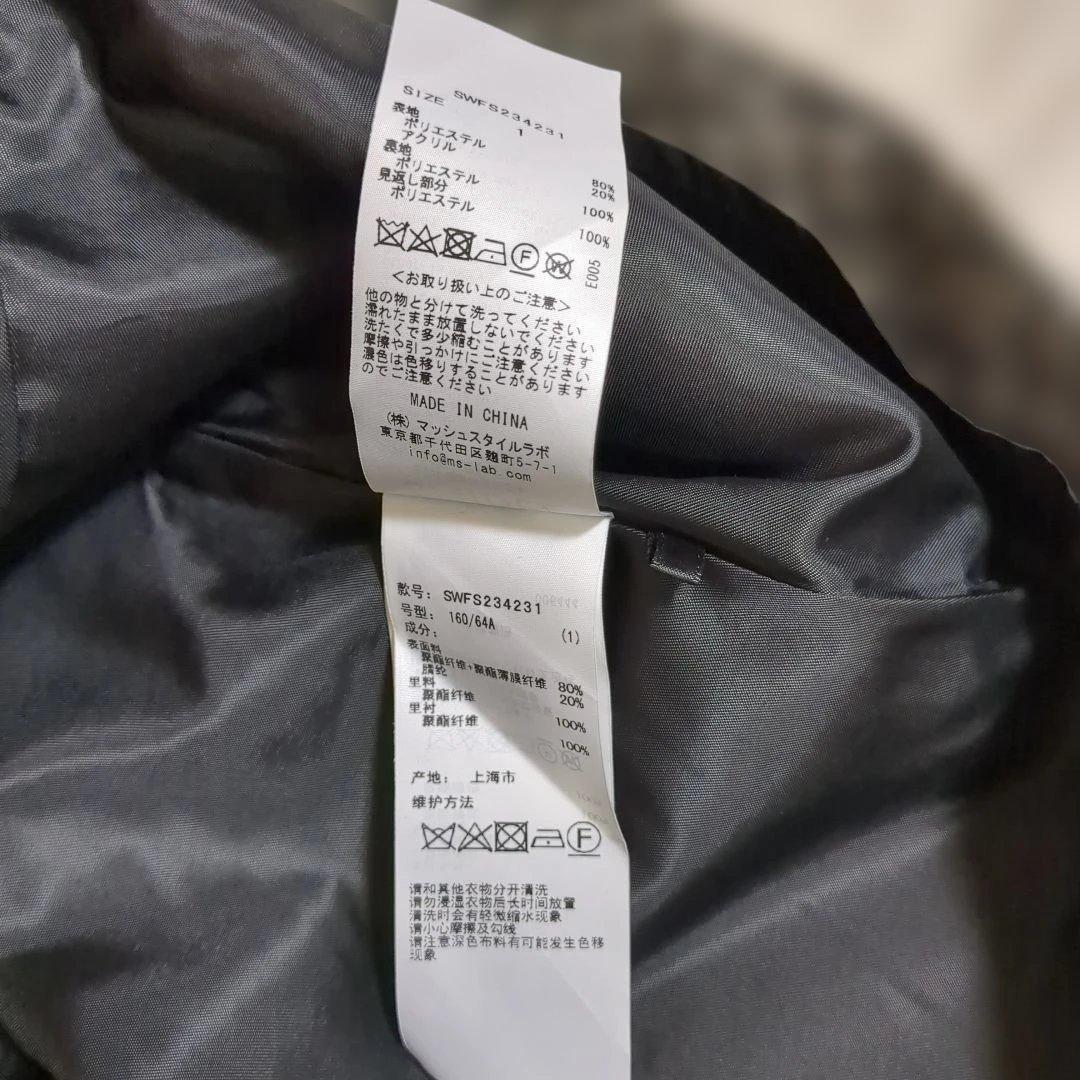 SWFS234231
SIZE 1
表地
ポリエステル 80%
アクリル 20%
裏地
ポリエステル 100%
見返し部分
ポリエステル 100%
F
W
E005
<お取り扱い上のご注意>
他の物と分けて洗ってください
濡れたまま放置しないでください
洗たくで多少縮むことがあります
摩擦や引っかけにご注意ください
濃色は色移りすることがあります
のでご注意ください
MADE IN CHINA
(株)マッシュスタイルラボ
東京都千代田区麹町5-7-1
info@ms-lab.com
款号: SWFS234231
号型: 160/64A (1)
成分:
表面料
聚酯纤维+聚酯薄膜纤维 80%
腈纶 20%
里料
聚酯纤维 100%
里衬
聚酯纤维 100%
产地: 上海市
维护方法
F
请和其他衣物分开清洗
请勿浸湿衣物后长时间放置
清洗时会有轻微缩水现象
请小心摩擦及勾线
请注意深色布料有可能发生色移
现象